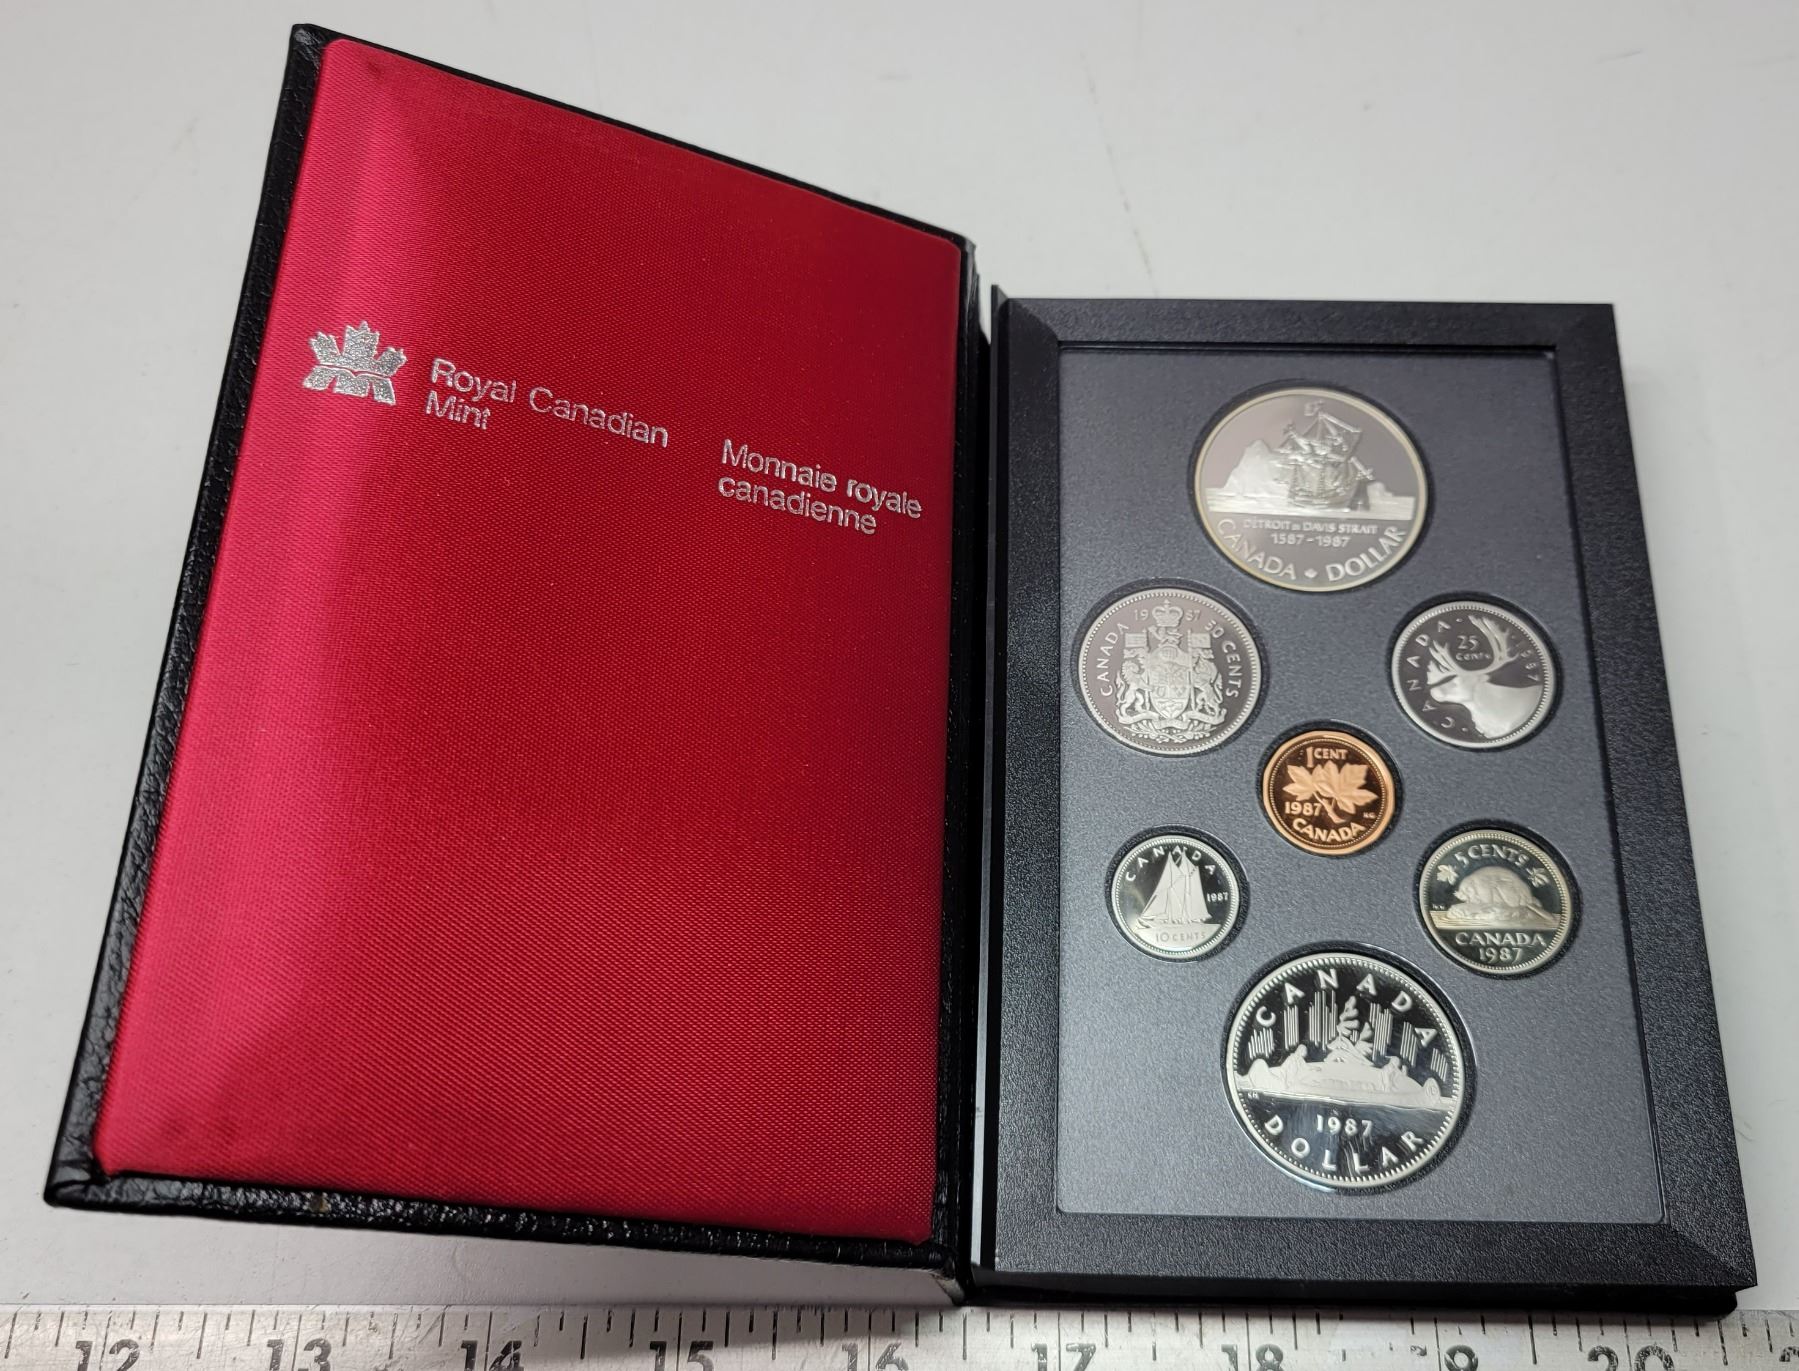 Royal Canadian
Mint
Monnaie royale
canadienne
DÉTROIT DE DAVIS STRAIT
1587-1987
CANADA DOLLAR
CANADA 1987 50 CENTS
CANADA 1987
25
cents
1 CENT
1987
CANADA
CANADA
1987
10 CENTS
5 CENTS
CANADA
1987
CANADA
1987
DOLLAR
12 13 14 15 16 17 18 19 20